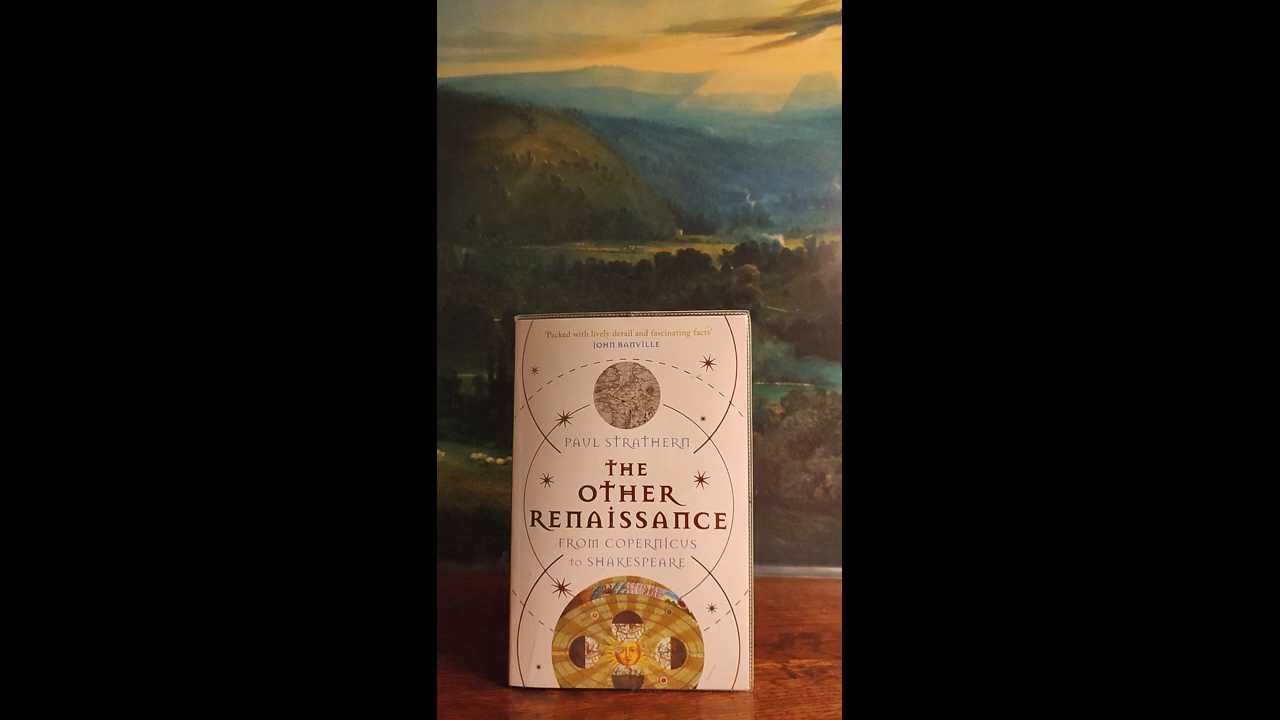 'Packed with lively detail and fascinating facts'
JOHN BANVILLE
PAUL STRATHERN
THE
OTHER
RENAISSANCE
FROM COPERNICUS
to SHAKESPEARE